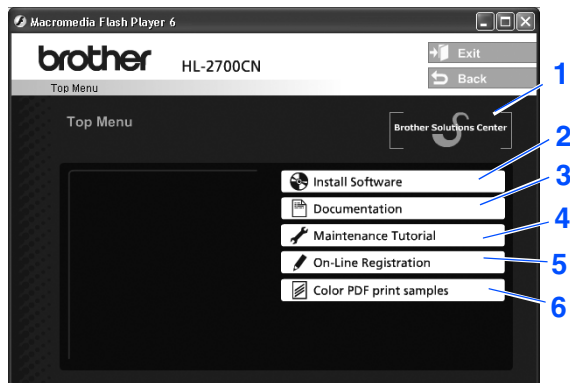 Macromedia Flash Player 6
brother HL-2700CN
Exit
Back
Top Menu
Top Menu
Brother Solutions Center
1
Install Software
2
Documentation
3
Maintenance Tutorial
4
On-Line Registration
5
Color PDF print samples
6